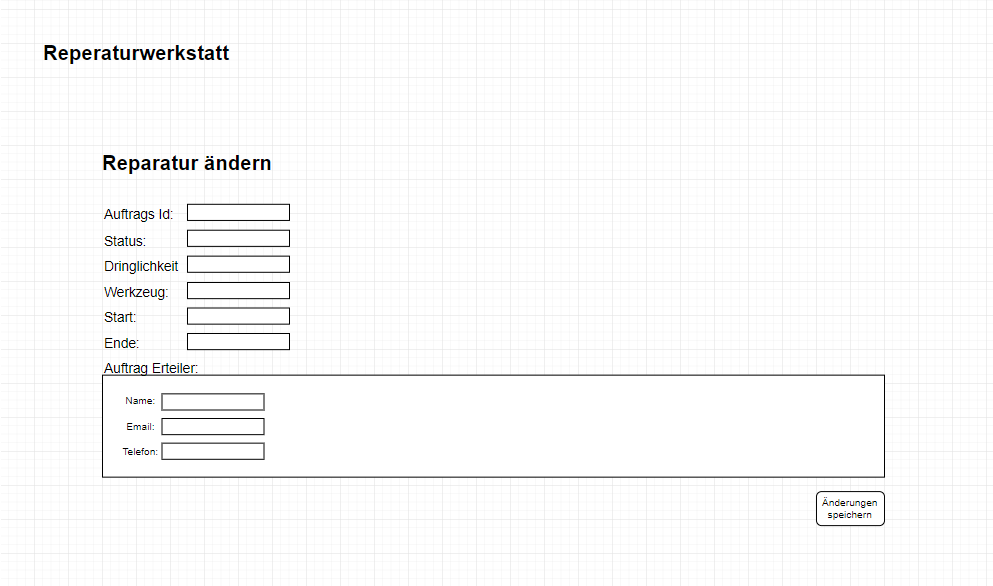 Reperaturwerkstatt
Reparatur ändern
Auftrags Id:
Status:
Dringlichkeit
Werkzeug:
Start:
Ende:
Auftrag Erteiler:
Name:
Email:
Telefon:
Änderungen
speichern